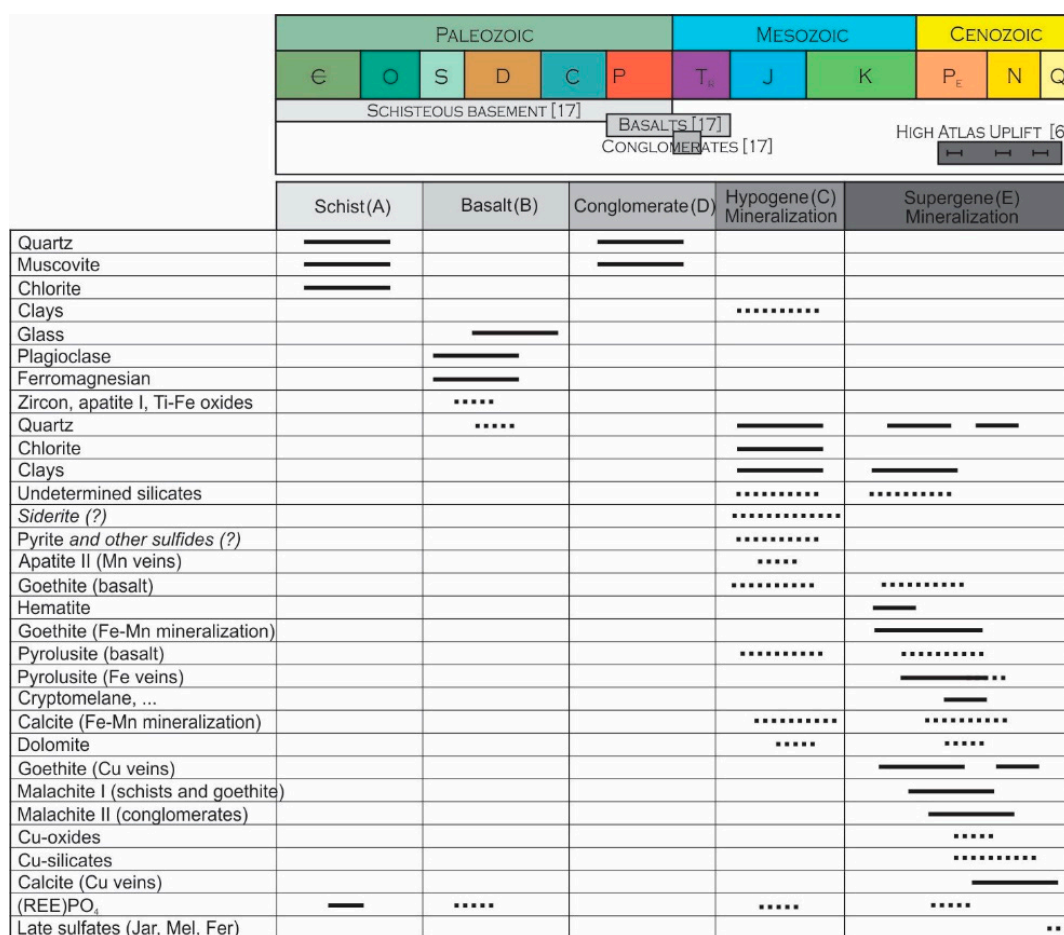 PALEOZOIC MESOZOIC CENOZOIC
Є O S D C P TR J K PE N Q
SCHISTEOUS BASEMENT [17]
BASALTS [17]
CONGLOMERATES [17]
HIGH ATLAS UPLIFT [6
Schist (A) Basalt (B) Conglomerate (D) Hypogene (C) Mineralization Supergene (E) Mineralization
Quartz
Muscovite
Chlorite
Clays
Glass
Plagioclase
Ferromagnesian
Zircon, apatite I, Ti-Fe oxides
Quartz
Chlorite
Clays
Undetermined silicates
Siderite (?)
Pyrite and other sulfides (?)
Apatite II (Mn veins)
Goethite (basalt)
Hematite
Goethite (Fe-Mn mineralization)
Pyrolusite (basalt)
Pyrolusite (Fe veins)
Cryptomelane, ...
Calcite (Fe-Mn mineralization)
Dolomite
Goethite (Cu veins)
Malachite I (schists and goethite)
Malachite II (conglomerates)
Cu-oxides
Cu-silicates
Calcite (Cu veins)
(REE)PO₄
Late sulfates (Jar, Mel, Fer)